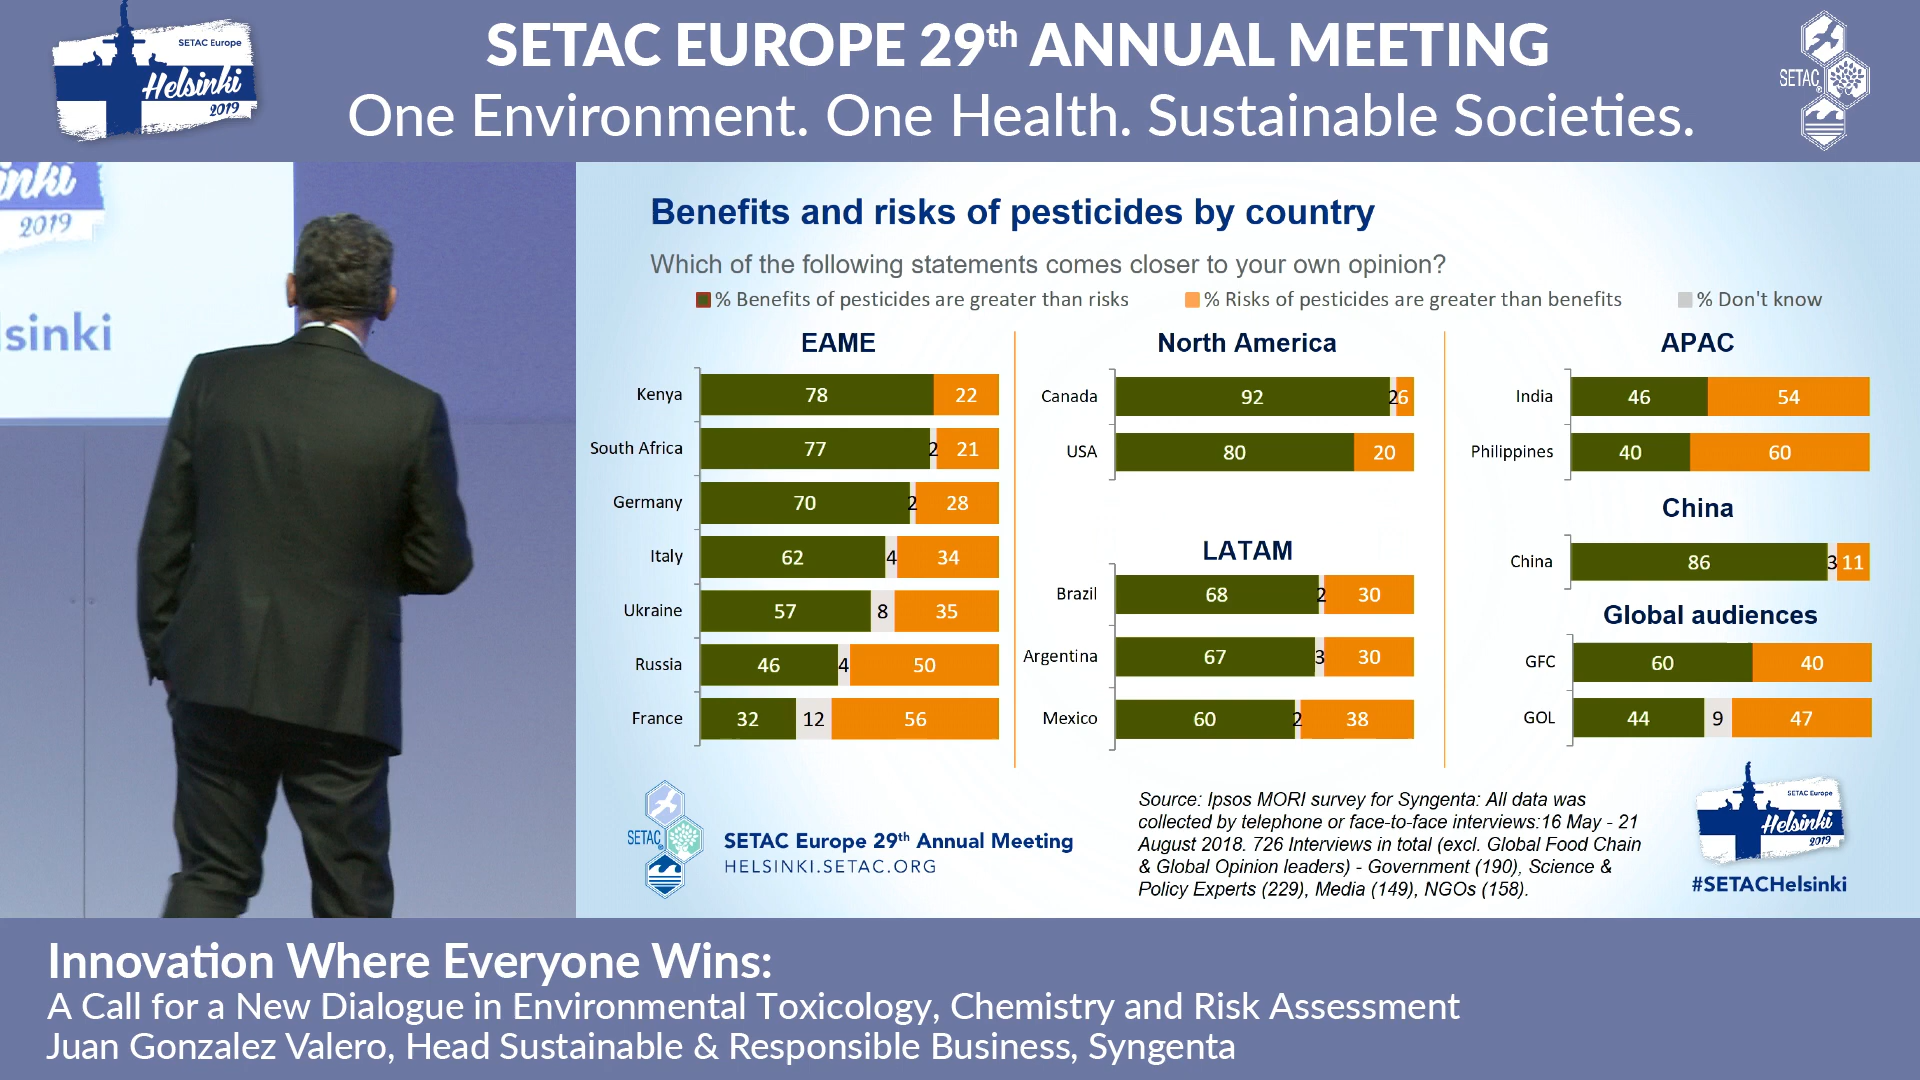 SETAC Europe
Helsinki
2019
SETAC EUROPE 29th ANNUAL MEETING
One Environment. One Health. Sustainable Societies.
SETAC
inki
2019
lsinki
Benefits and risks of pesticides by country
Which of the following statements comes closer to your own opinion?
% Benefits of pesticides are greater than risks
% Risks of pesticides are greater than benefits
% Don't know
EAME
Kenya 78 22
South Africa 77 2 21
Germany 70 2 28
Italy 62 4 34
Ukraine 57 8 35
Russia 46 4 50
France 32 12 56
North America
Canada 92 2 6
USA 80 20
LATAM
Brazil 68 2 30
Argentina 67 3 30
Mexico 60 2 38
APAC
India 46 54
Philippines 40 60
China
China 86 3 11
Global audiences
GFC 60 40
GOL 44 9 47
SETAC
SETAC Europe 29th Annual Meeting
HELSINKI.SETAC.ORG
Source: Ipsos MORI survey for Syngenta: All data was
collected by telephone or face-to-face interviews:16 May - 21
August 2018. 726 Interviews in total (excl. Global Food Chain
& Global Opinion leaders) - Government (190), Science &
Policy Experts (229), Media (149), NGOs (158).
SETAC Europe
Helsinki
2019
#SETACHelsinki
Innovation Where Everyone Wins:
A Call for a New Dialogue in Environmental Toxicology, Chemistry and Risk Assessment
Juan Gonzalez Valero, Head Sustainable & Responsible Business, Syngenta